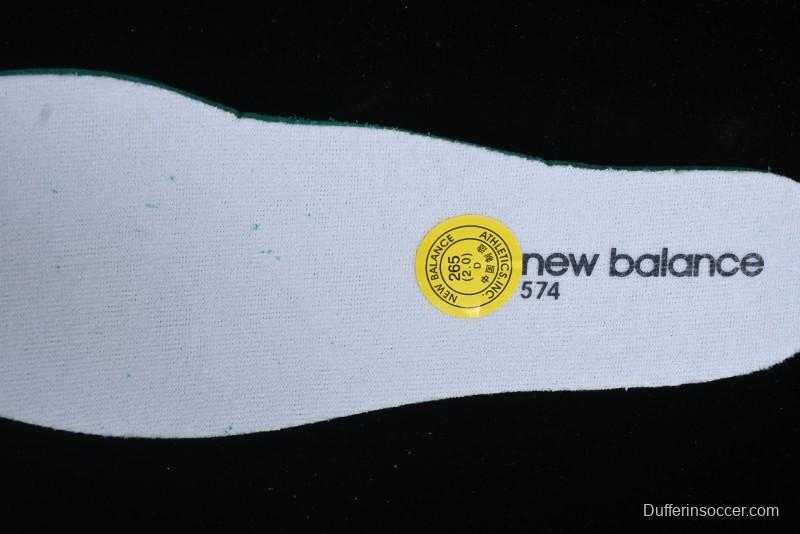 NEW BALANCE ATHLETICS, INC.
265
(2.0)
D
new balance
574
Dufferinsoccer.com